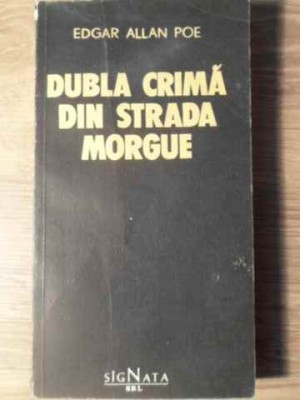 EDGAR ALLAN POE
DUBLA CRIMĂ
DIN STRADA
MORGUE
SIGNATA
SRL